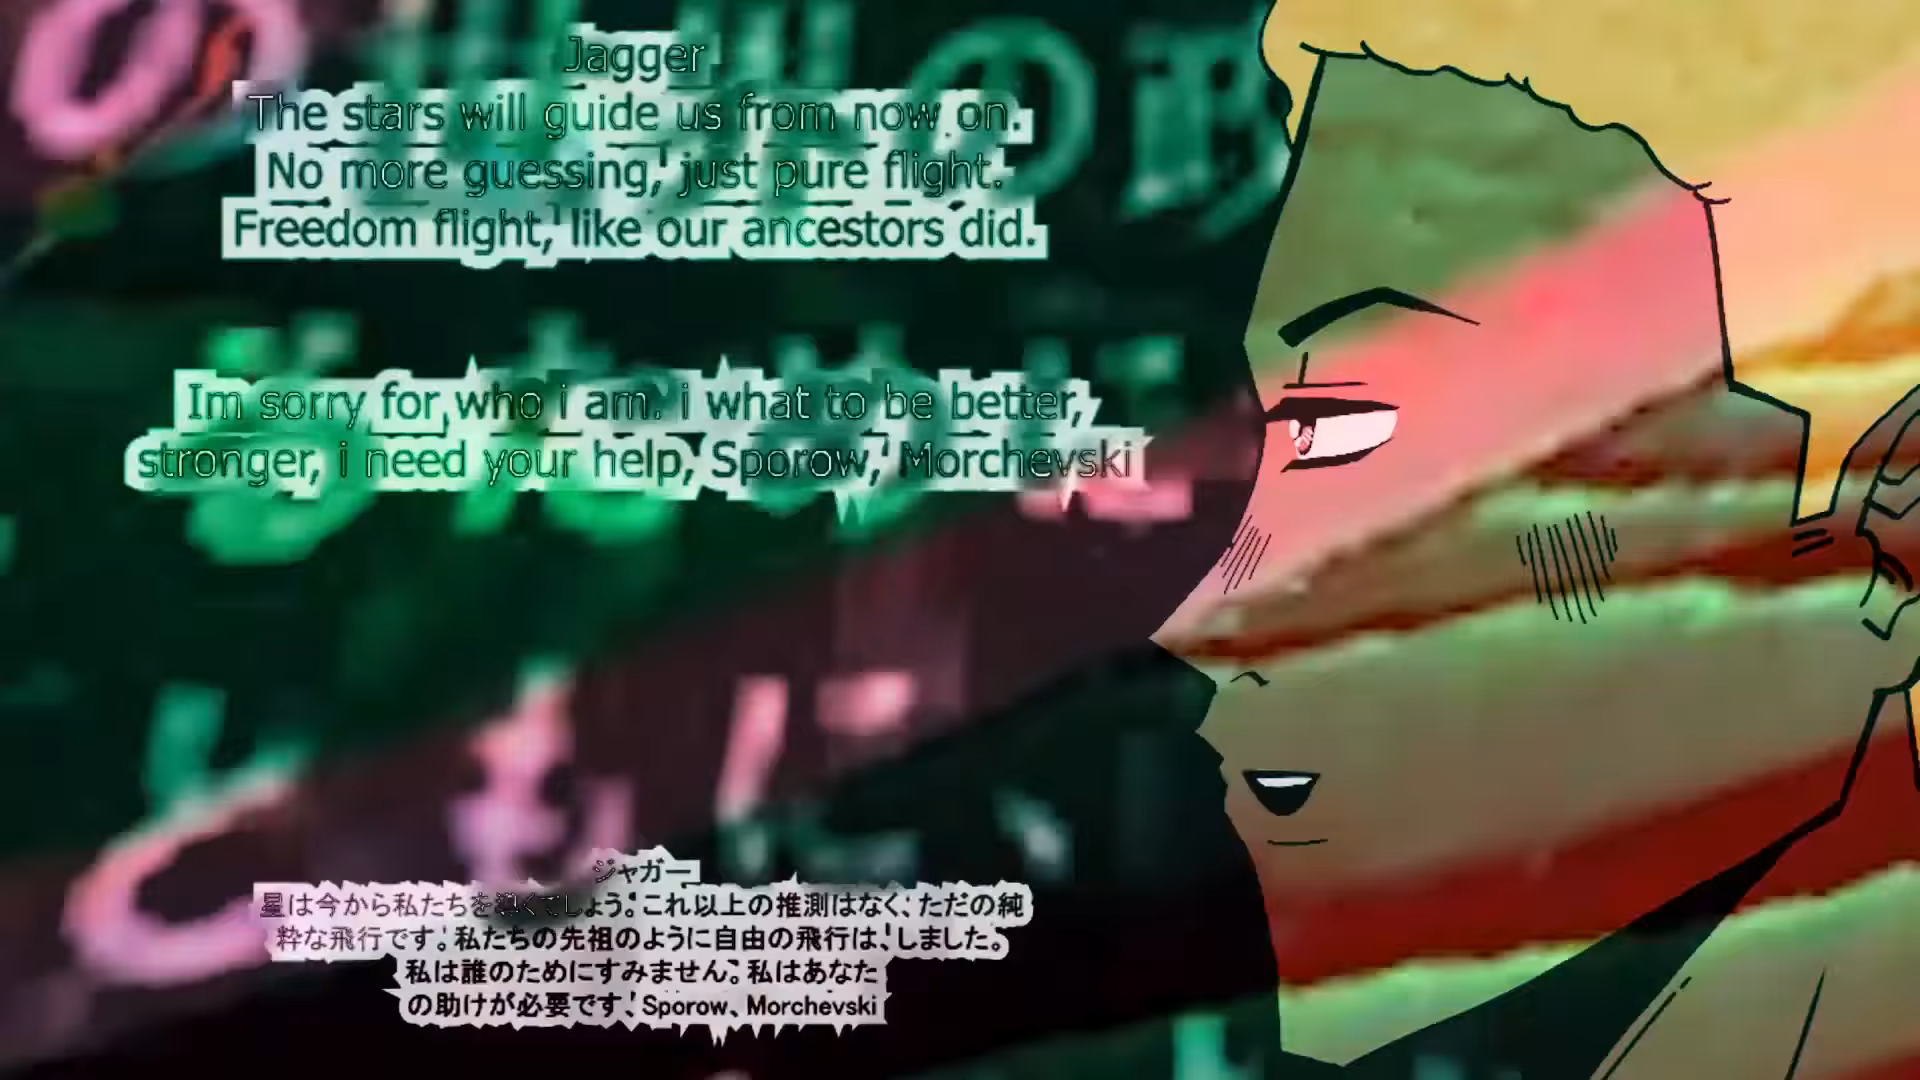 Jagger
The stars will guide us from now on.
No more guessing, just pure flight.
Freedom flight, like our ancestors did.
Im sorry for who i am. i what to be better,
stronger, i need your help, Sporow, Morchevski
ジャガー
星は今から私たちを導くでしょう。これ以上の推測はなく、ただの純
粋な飛行です。私たちの先祖のように自由の飛行は、しました。
私は誰のためにすみません。私はあなた
の助けが必要です、Sporow、Morchevski